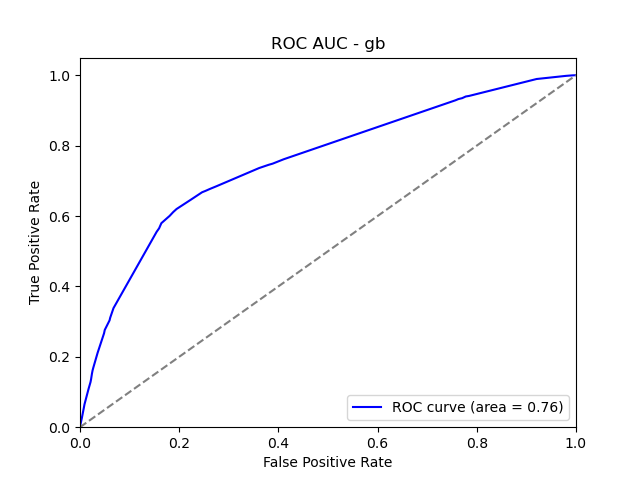 ROC AUC - gb
True Positive Rate
1.0
0.8
0.6
0.4
0.2
0.0
ROC curve (area = 0.76)
0.0 0.2 0.4 0.6 0.8 1.0
False Positive Rate